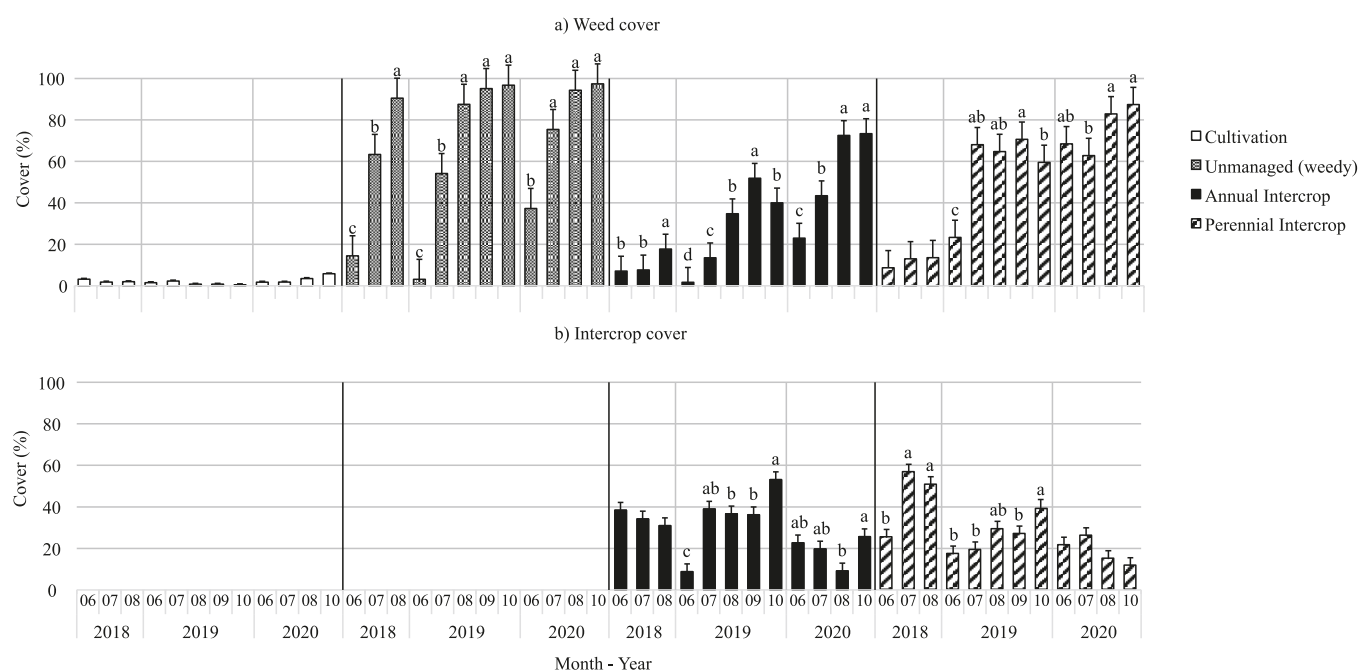 a) Weed cover
a a a a a a
100
80
60
40
20
0
Cover (%)
c b c b b a
b b a d c b a b c b a a
c ab ab a b ab b a a
Cultivation
Unmanaged (weedy)
Annual Intercrop
Perennial Intercrop
b) Intercrop cover
100
80
60
40
20
0
Cover (%)
c ab b b a ab ab b a
b a a b b ab b a
06 07 08 06 07 08 09 10 06 07 08 10 06 07 08 06 07 08 09 10 06 07 08 10 06 07 08 06 07 08 09 10 06 07 08 10 06 07 08 06 07 08 09 10 06 07 08 10
2018 2019 2020 2018 2019 2020 2018 2019 2020 2018 2019 2020
Month - Year